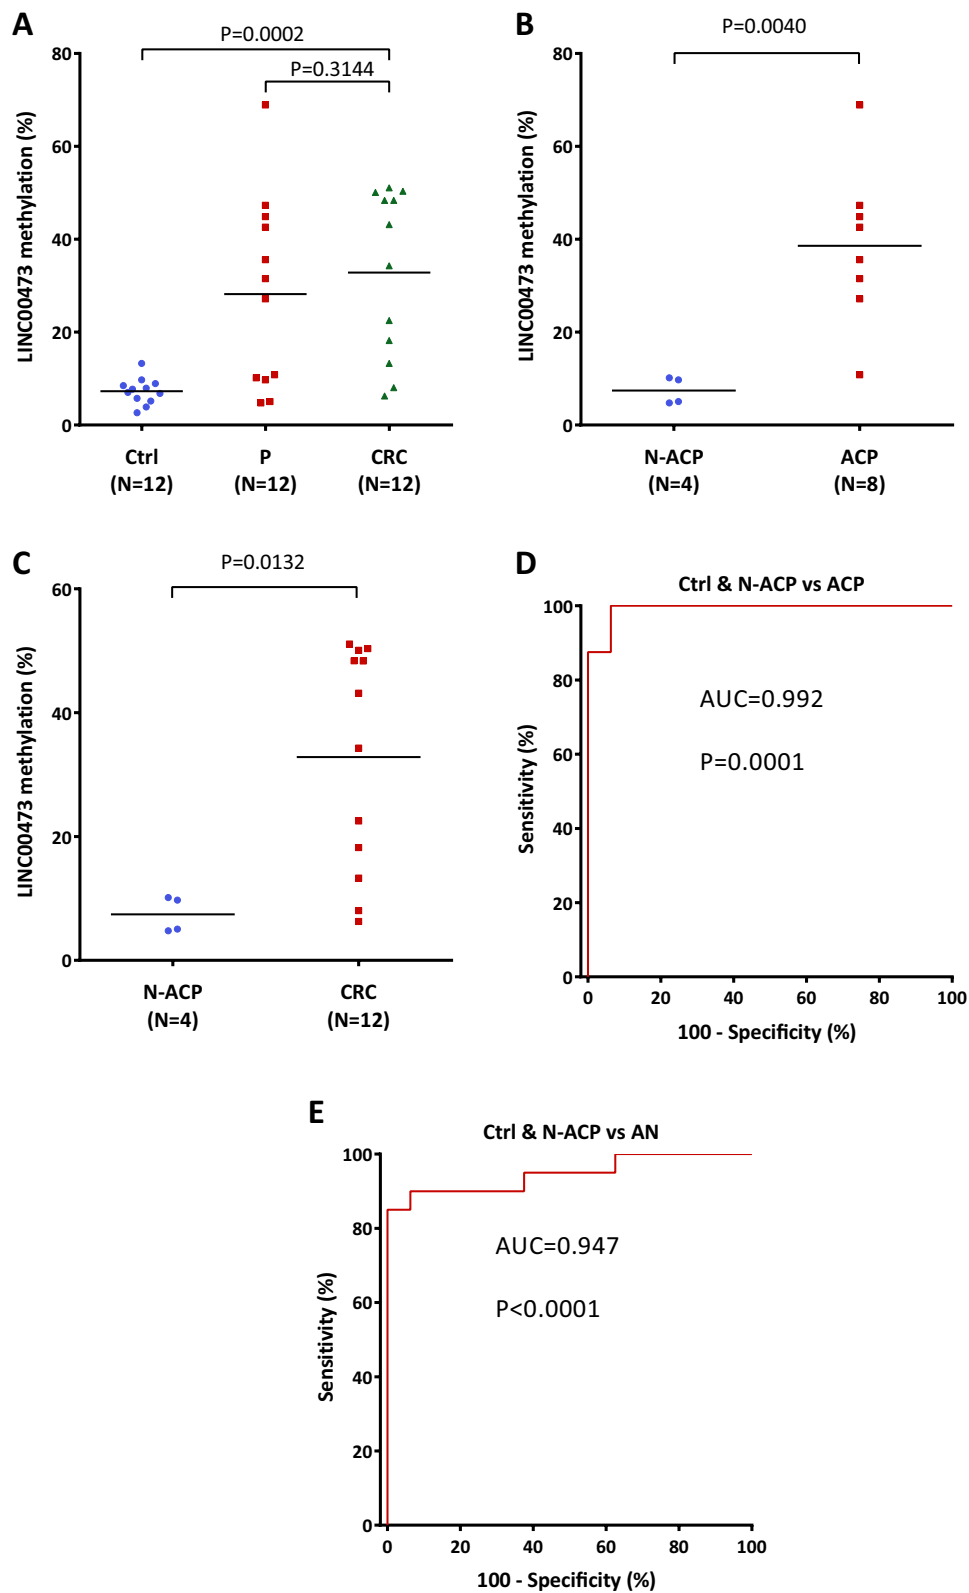 A
P=0.0002
P=0.3144
LINC00473 methylation (%)
80
60
40
20
0
Ctrl
(N=12)
P
(N=12)
CRC
(N=12)
B
P=0.0040
LINC00473 methylation (%)
80
60
40
20
0
N-ACP
(N=4)
ACP
(N=8)
C
P=0.0132
LINC00473 methylation (%)
60
40
20
0
N-ACP
(N=4)
CRC
(N=12)
D
Ctrl & N-ACP vs ACP
Sensitivity (%)
100
80
60
40
20
0
AUC=0.992
P=0.0001
0 20 40 60 80 100
100 - Specificity (%)
E
Ctrl & N-ACP vs AN
Sensitivity (%)
100
80
60
40
20
0
AUC=0.947
P<0.0001
0 20 40 60 80 100
100 - Specificity (%)